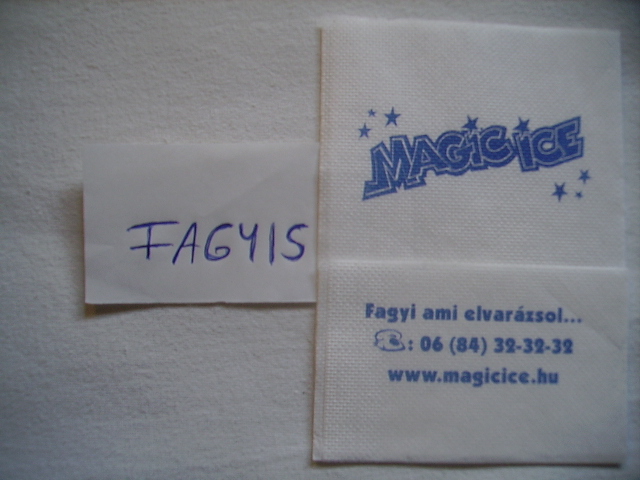 FAGYIS
MAGIC ICE
Fagyi ami elvarázsol...
☎: 06 (84) 32-32-32
www.magicice.hu